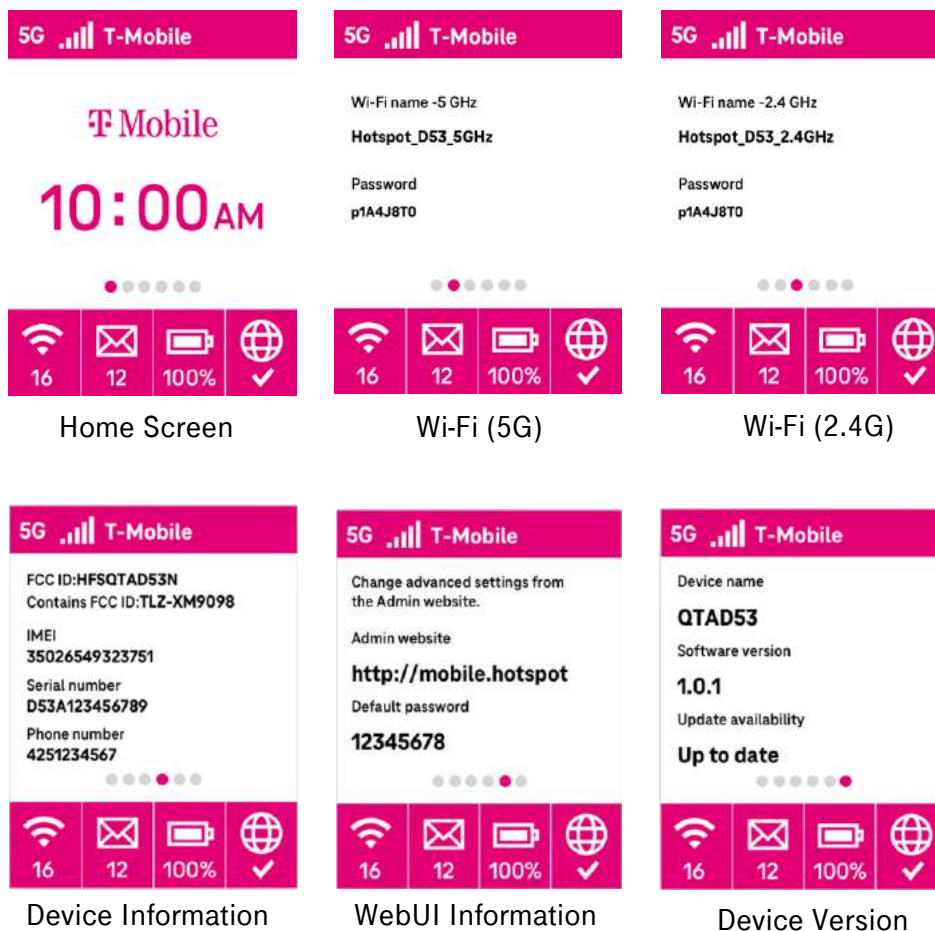 5G T-Mobile
T Mobile
10:00AM
16 12 100%
Home Screen
5G T-Mobile
Wi-Fi name -5 GHz
Hotspot_D53_5GHz
Password
p1A4J8T0
16 12 100%
Wi-Fi (5G)
5G T-Mobile
Wi-Fi name -2.4 GHz
Hotspot_D53_2.4GHz
Password
p1A4J8T0
16 12 100%
Wi-Fi (2.4G)
5G T-Mobile
FCC ID:HFSQTAD53N
Contains FCC ID:TLZ-XM9098
IMEI
35026549323751
Serial number
D53A123456789
Phone number
4251234567
16 12 100%
Device Information
5G T-Mobile
Change advanced settings from
the Admin website.
Admin website
http://mobile.hotspot
Default password
12345678
16 12 100%
WebUI Information
5G T-Mobile
Device name
QTAD53
Software version
1.0.1
Update availability
Up to date
16 12 100%
Device Version